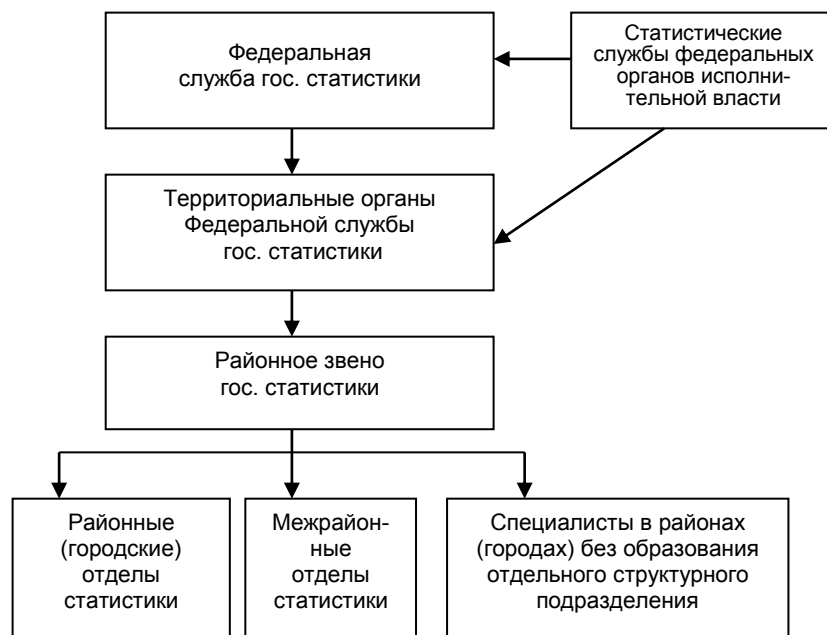 Федеральная
служба гос. статистики
Статистические
службы федеральных
органов исполни-
тельной власти
Территориальные органы
Федеральной службы
гос. статистики
Районное звено
гос. статистики
Районные
(городские)
отделы
статистики
Межрайон-
ные
отделы
статистики
Специалисты в районах
(городах) без образования
отдельного структурного
подразделения